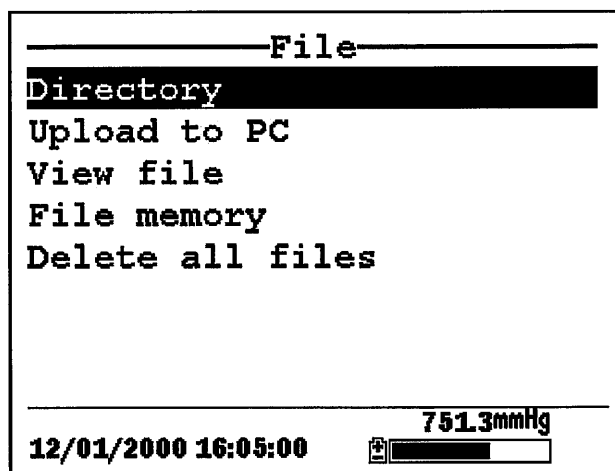 File
Directory
Upload to PC
View file
File memory
Delete all files
751.3mmHg
12/01/2000 16:05:00